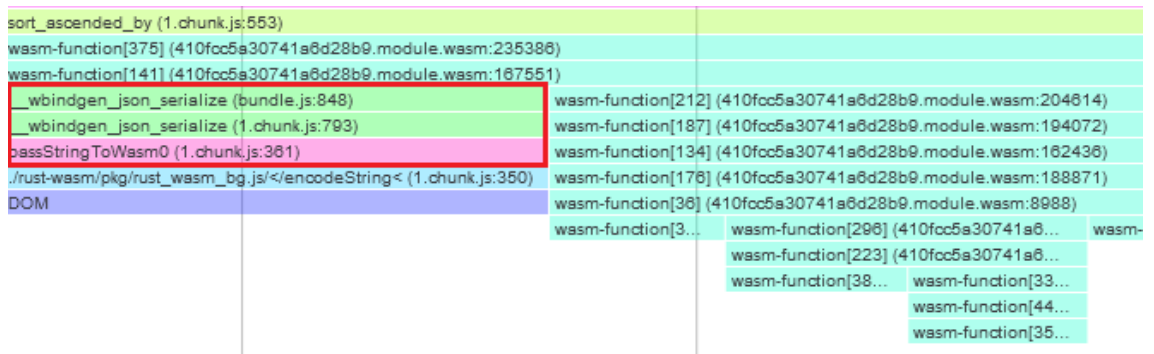 sort_ascended_by (1.chunk.js:553)
wasm-function[375] (410fcc5a30741a6d28b9.module.wasm:235386)
wasm-function[141] (410fcc5a30741a6d28b9.module.wasm:167551)
__wbindgen_json_serialize (bundle.js:848) wasm-function[212] (410fcc5a30741a6d28b9.module.wasm:204614)
__wbindgen_json_serialize (1.chunk.js:793) wasm-function[187] (410fcc5a30741a6d28b9.module.wasm:194072)
passStringToWasm0 (1.chunk.js:361) wasm-function[134] (410fcc5a30741a6d28b9.module.wasm:162436)
./rust-wasm/pkg/rust_wasm_bg.js/</encodeString< (1.chunk.js:350) wasm-function[176] (410fcc5a30741a6d28b9.module.wasm:188871)
DOM wasm-function[36] (410fcc5a30741a6d28b9.module.wasm:8988)
wasm-function[3... wasm-function[296] (410fcc5a30741a6... wasm-
wasm-function[223] (410fcc5a30741a6...
wasm-function[38... wasm-function[33...
wasm-function[44...
wasm-function[35...